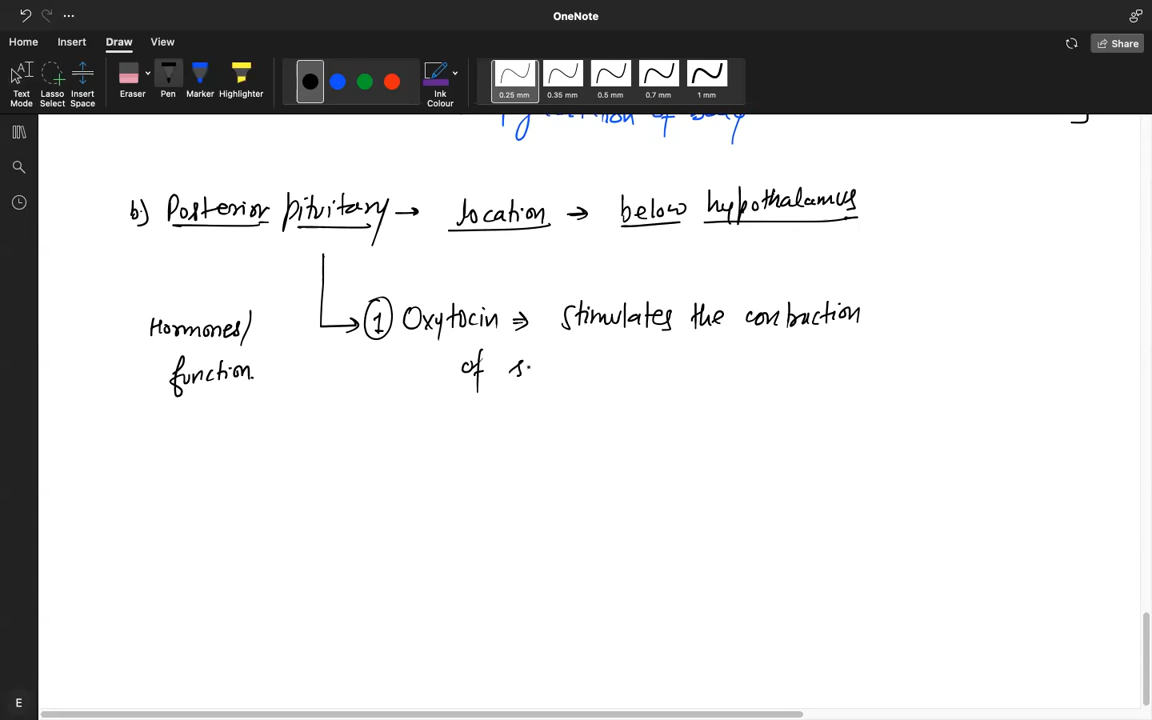 OneNote
Home Insert Draw View
Share
Text Mode
Lasso Select
Insert Space
Eraser
Pen
Marker
Highlighter
Ink Colour
0.25 mm 0.35 mm 0.5 mm 0.7 mm 1 mm
of body
b.) Posterior pituitary → location → below hypothalamus
Hormones/
function.
① Oxytocin ⇒ stimulates the contraction
of s
E